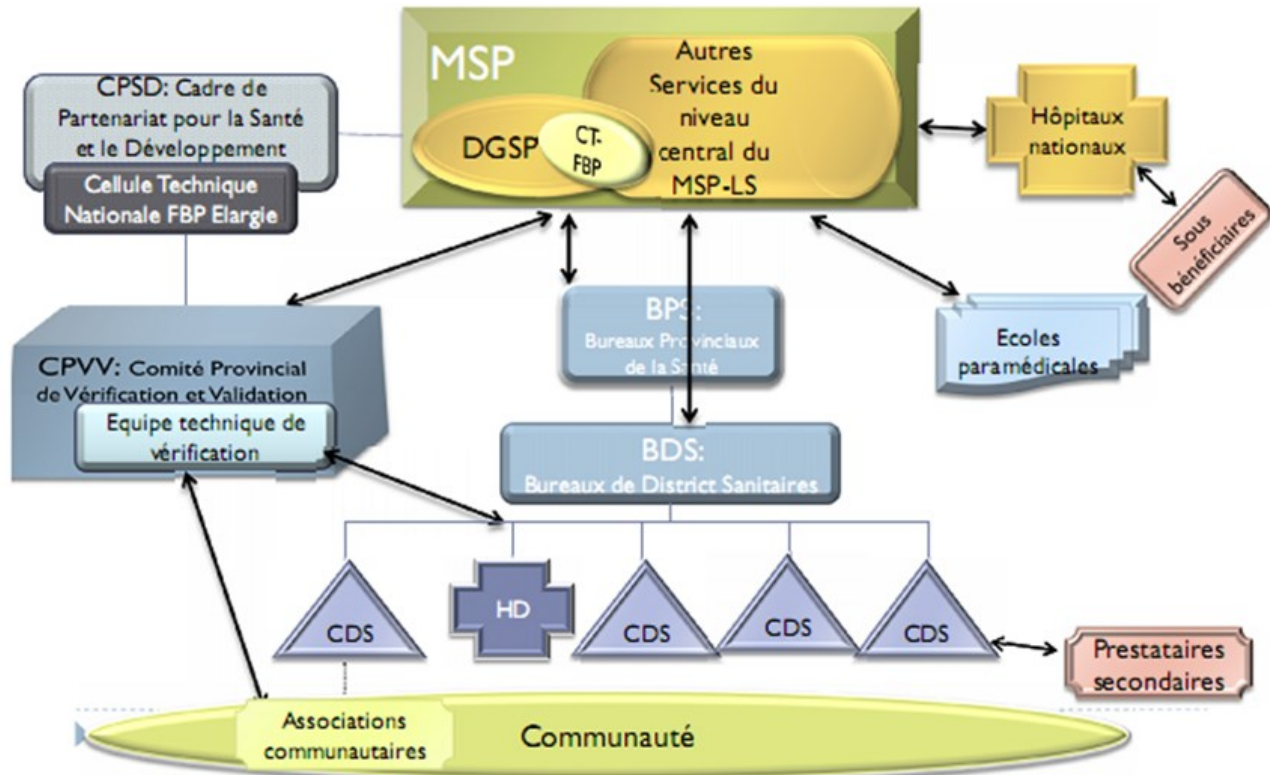 MSP
Autres
Services du
niveau
central du
MSP-LS
DGSP
CT-
FBP
CPSD: Cadre de
Partenariat pour la Santé
et le Développement
Cellule Technique
Nationale FBP Elargie
Hôpitaux
nationaux
Sous
bénéficiaires
BPS:
Bureaux Provinciaux
de la Santé
Ecoles
paramédicales
CPVV: Comité Provincial
de Vérification et Validation
Equipe technique de
vérification
BDS:
Bureaux de District Sanitaires
CDS
HD
CDS
CDS
CDS
Prestataires
secondaires
Associations
communautaires
Communauté